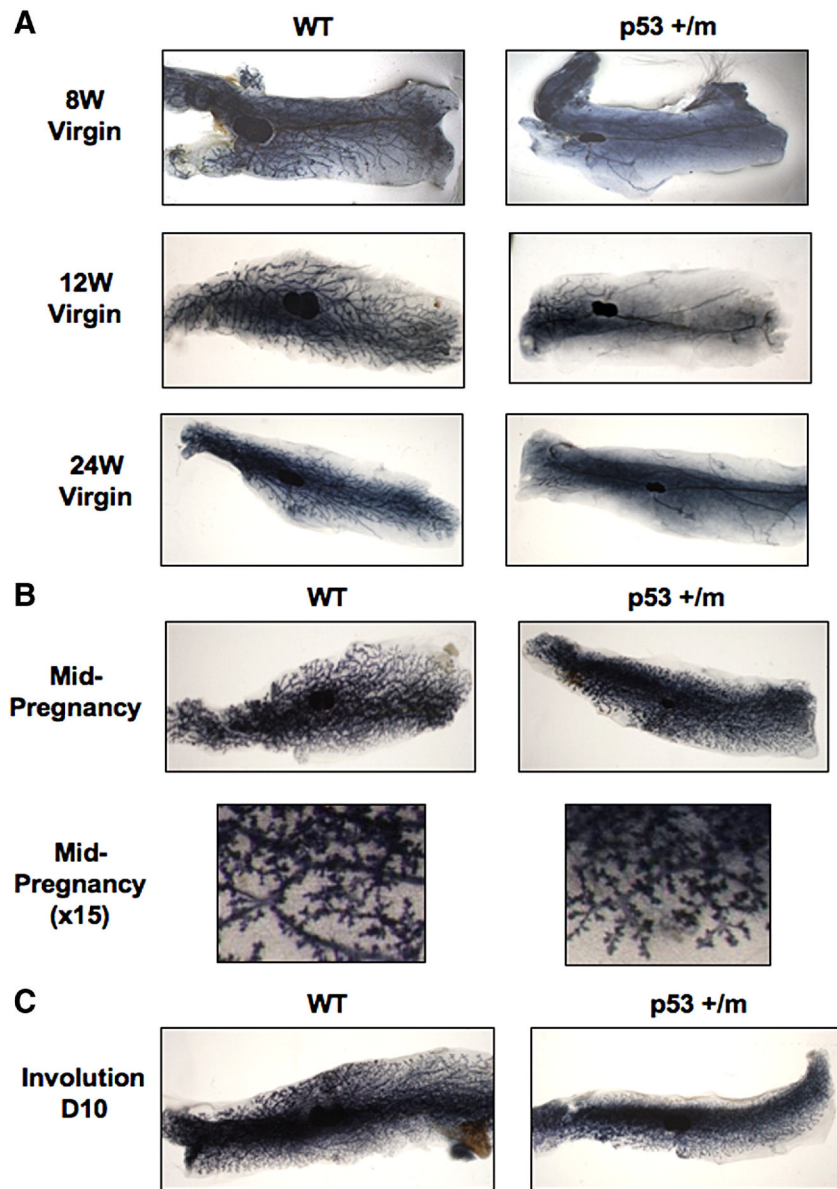 A
WT
p53 +/m
8W
Virgin
12W
Virgin
24W
Virgin
B
WT
p53 +/m
Mid-
Pregnancy
Mid-
Pregnancy
(x15)
C
WT
p53 +/m
Involution
D10